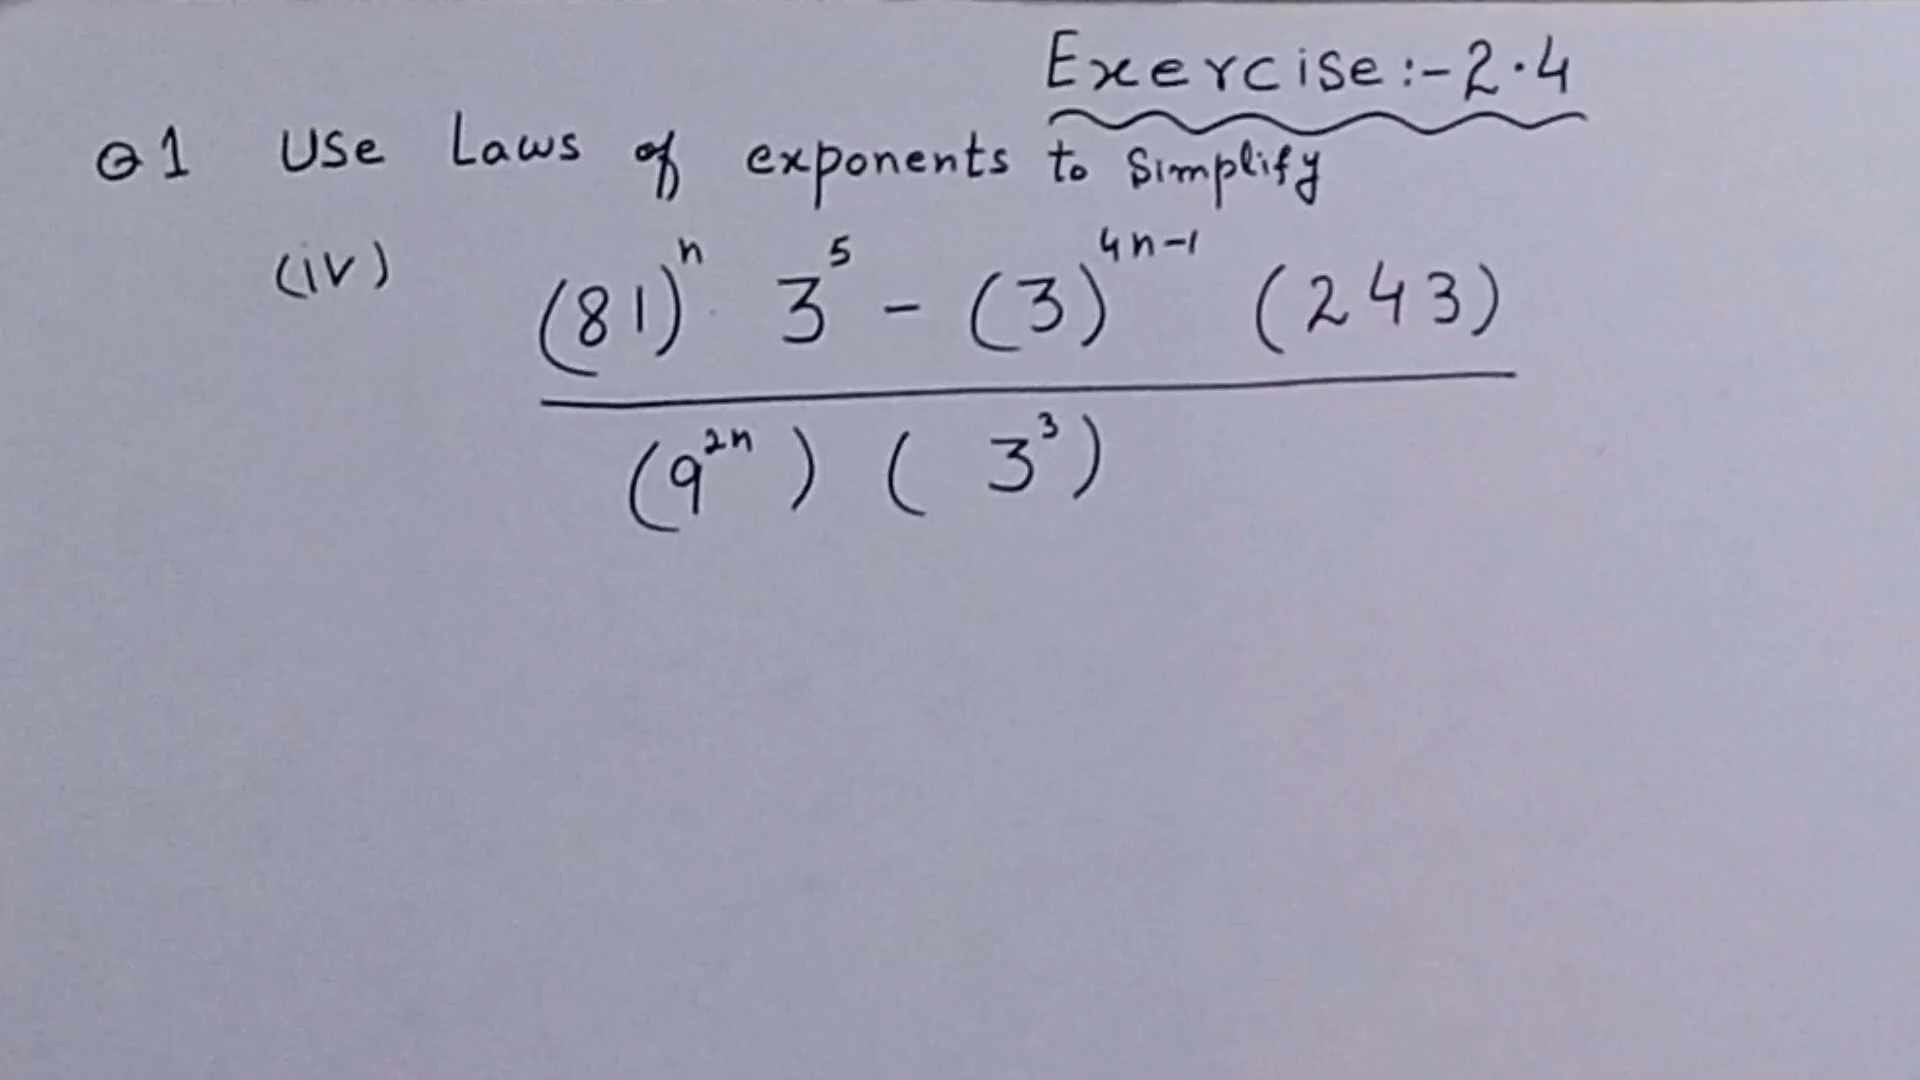 Exercise:-2.4
Q1 Use Laws of exponents to Simplify
(iv) (81)^n . 3^5 - (3)^{4n-1} (243)
(9^{2n}) (3^3)